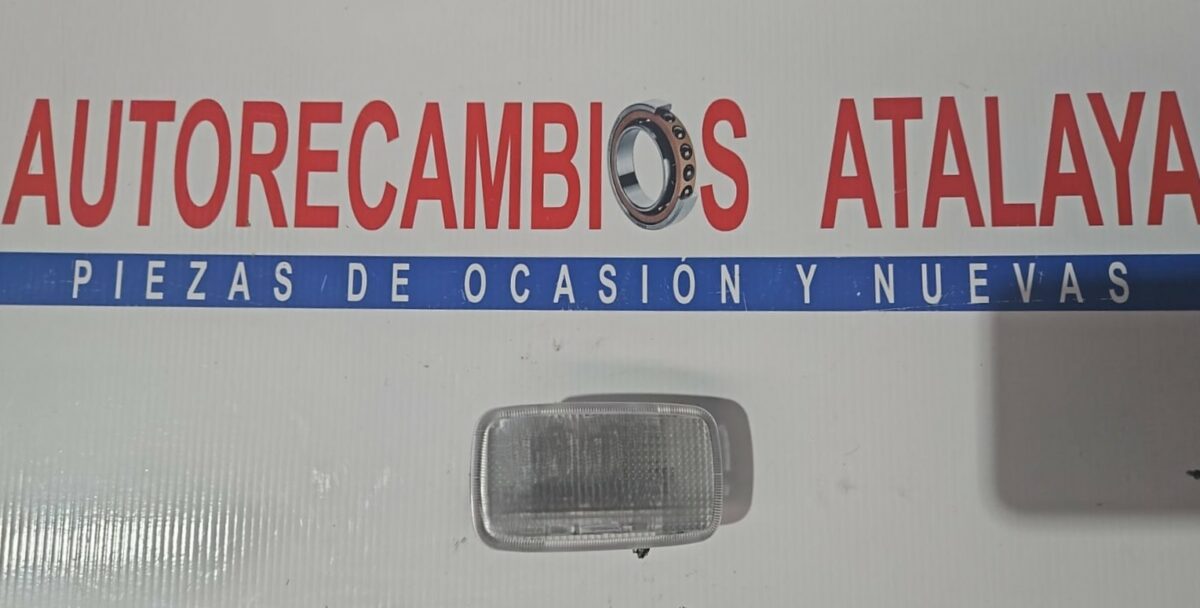 AUTORECAMBIOS ATALAYA
PIEZAS DE OCASIÓN Y NUEVAS